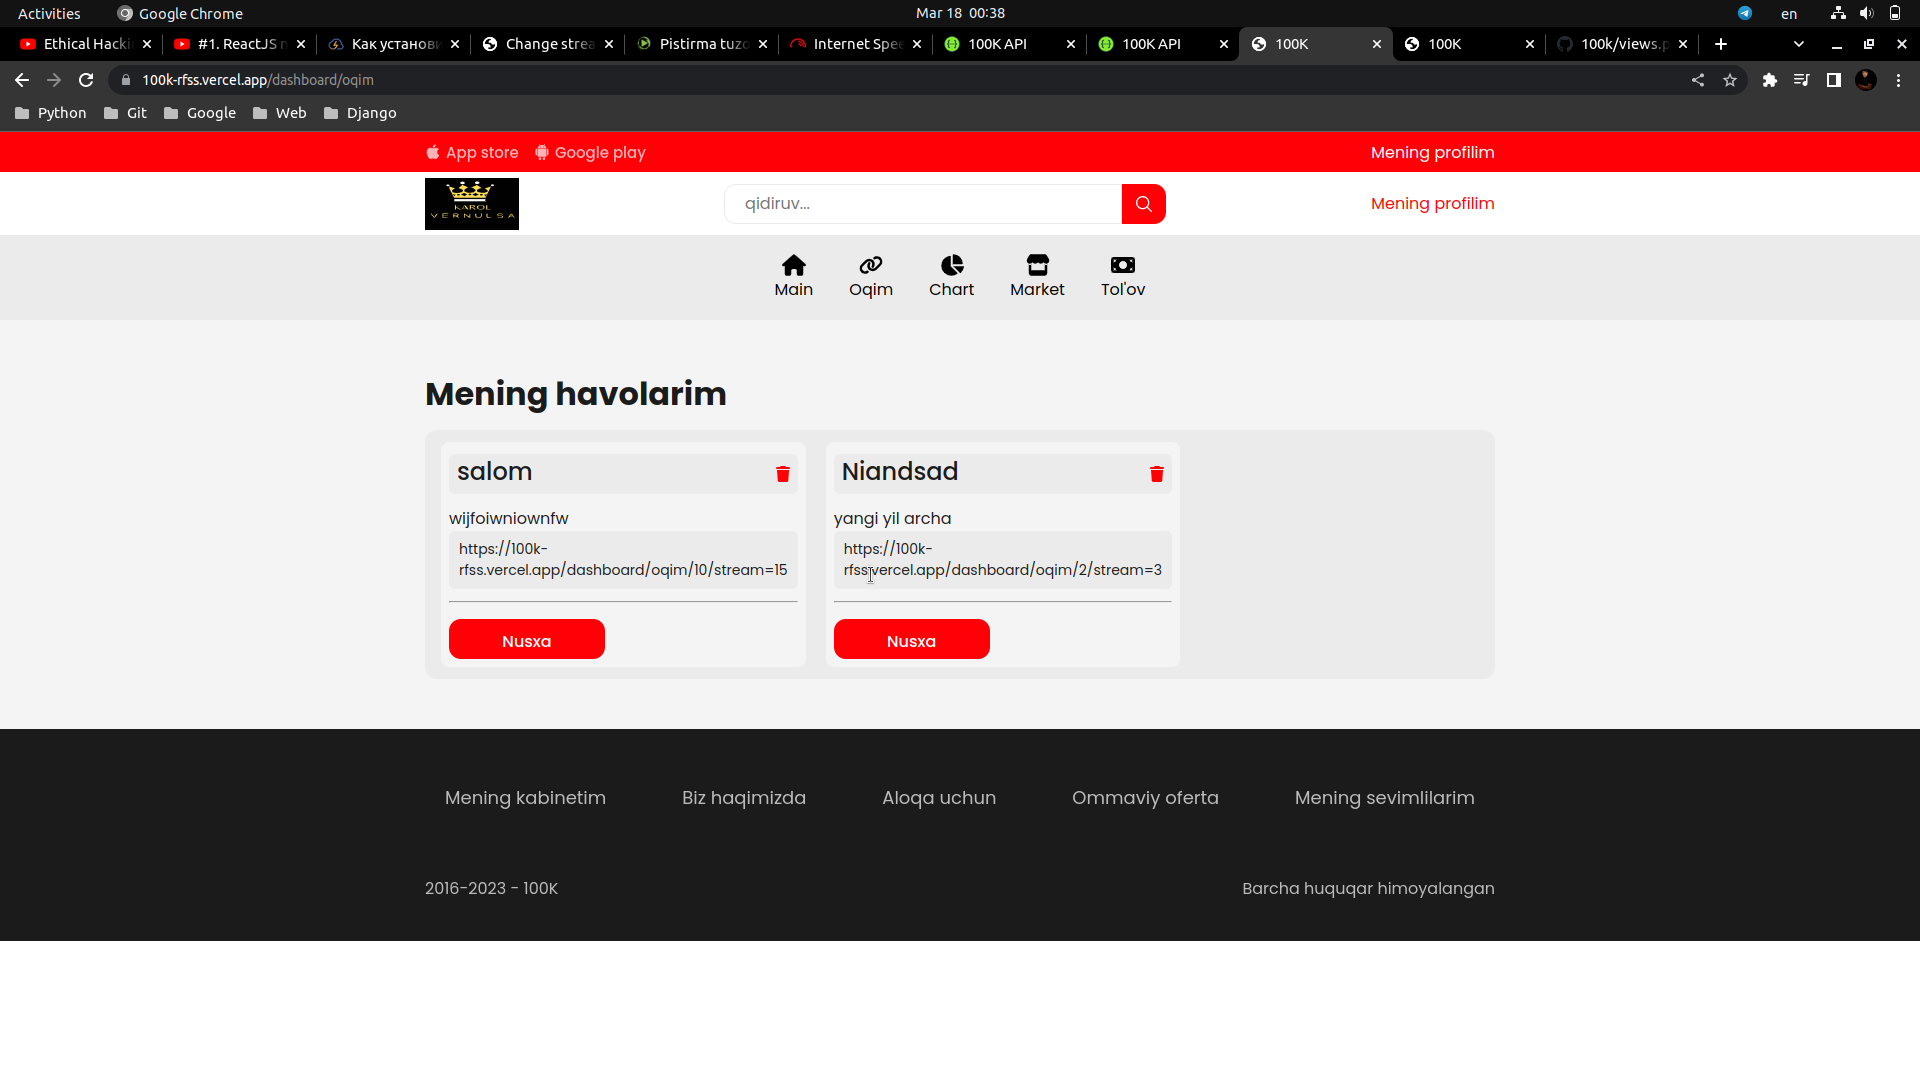 Activities
Google Chrome
Mar 18 00:38
en
Ethical Hacki
#1. ReactJS n
Как установи
Change strea
Pistirma tuzo
Internet Spee
100K API
100K API
100K
100K
100k/views.p
100k-rfss.vercel.app/dashboard/oqim
Python
Git
Google
Web
Django
App store
Google play
Mening profilim
KAROL
VERNULSA
qidiruv...
Mening profilim
Main
Oqim
Chart
Market
Tol'ov
Mening havolarim
salom
wijfoiwniownfw
https://100k-
rfss.vercel.app/dashboard/oqim/10/stream=15
Nusxa
Niandsad
yangi yil archa
https://100k-
rfss.vercel.app/dashboard/oqim/2/stream=3
Nusxa
Mening kabinetim
Biz haqimizda
Aloqa uchun
Ommaviy oferta
Mening sevimlilarim
2016-2023 - 100K
Barcha huquqar himoyalangan